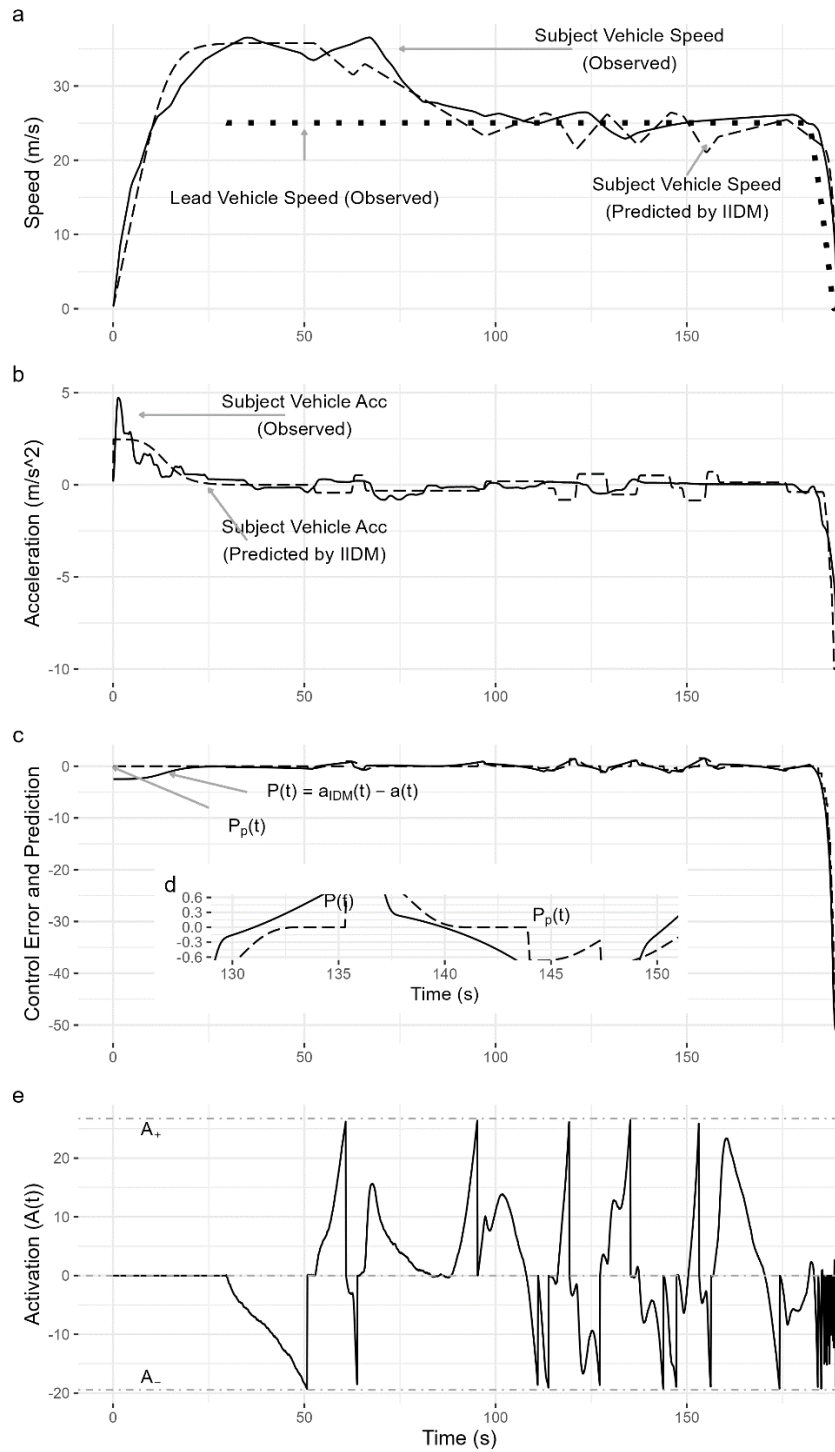 a
Subject Vehicle Speed
(Observed)
30
20
10
0
Speed (m/s)
Lead Vehicle Speed (Observed)
Subject Vehicle Speed
(Predicted by IIDM)
0
50
100
150
b
5
0
-5
-10
Acceleration (m/s^2)
Subject Vehicle Acc
(Observed)
Subject Vehicle Acc
(Predicted by IIDM)
0
50
100
150
c
0
-10
-20
-30
-40
-50
Control Error and Prediction
P(t) = a_IDM(t) − a(t)
P_p(t)
d
0.6
0.3
0.0
-0.3
-0.6
P(t)
P_p(t)
130
135
140
145
150
Time (s)
0
50
100
150
e
A₊
20
10
0
-10
-20
Activation (A(t))
A₋
0
50
100
150
Time (s)